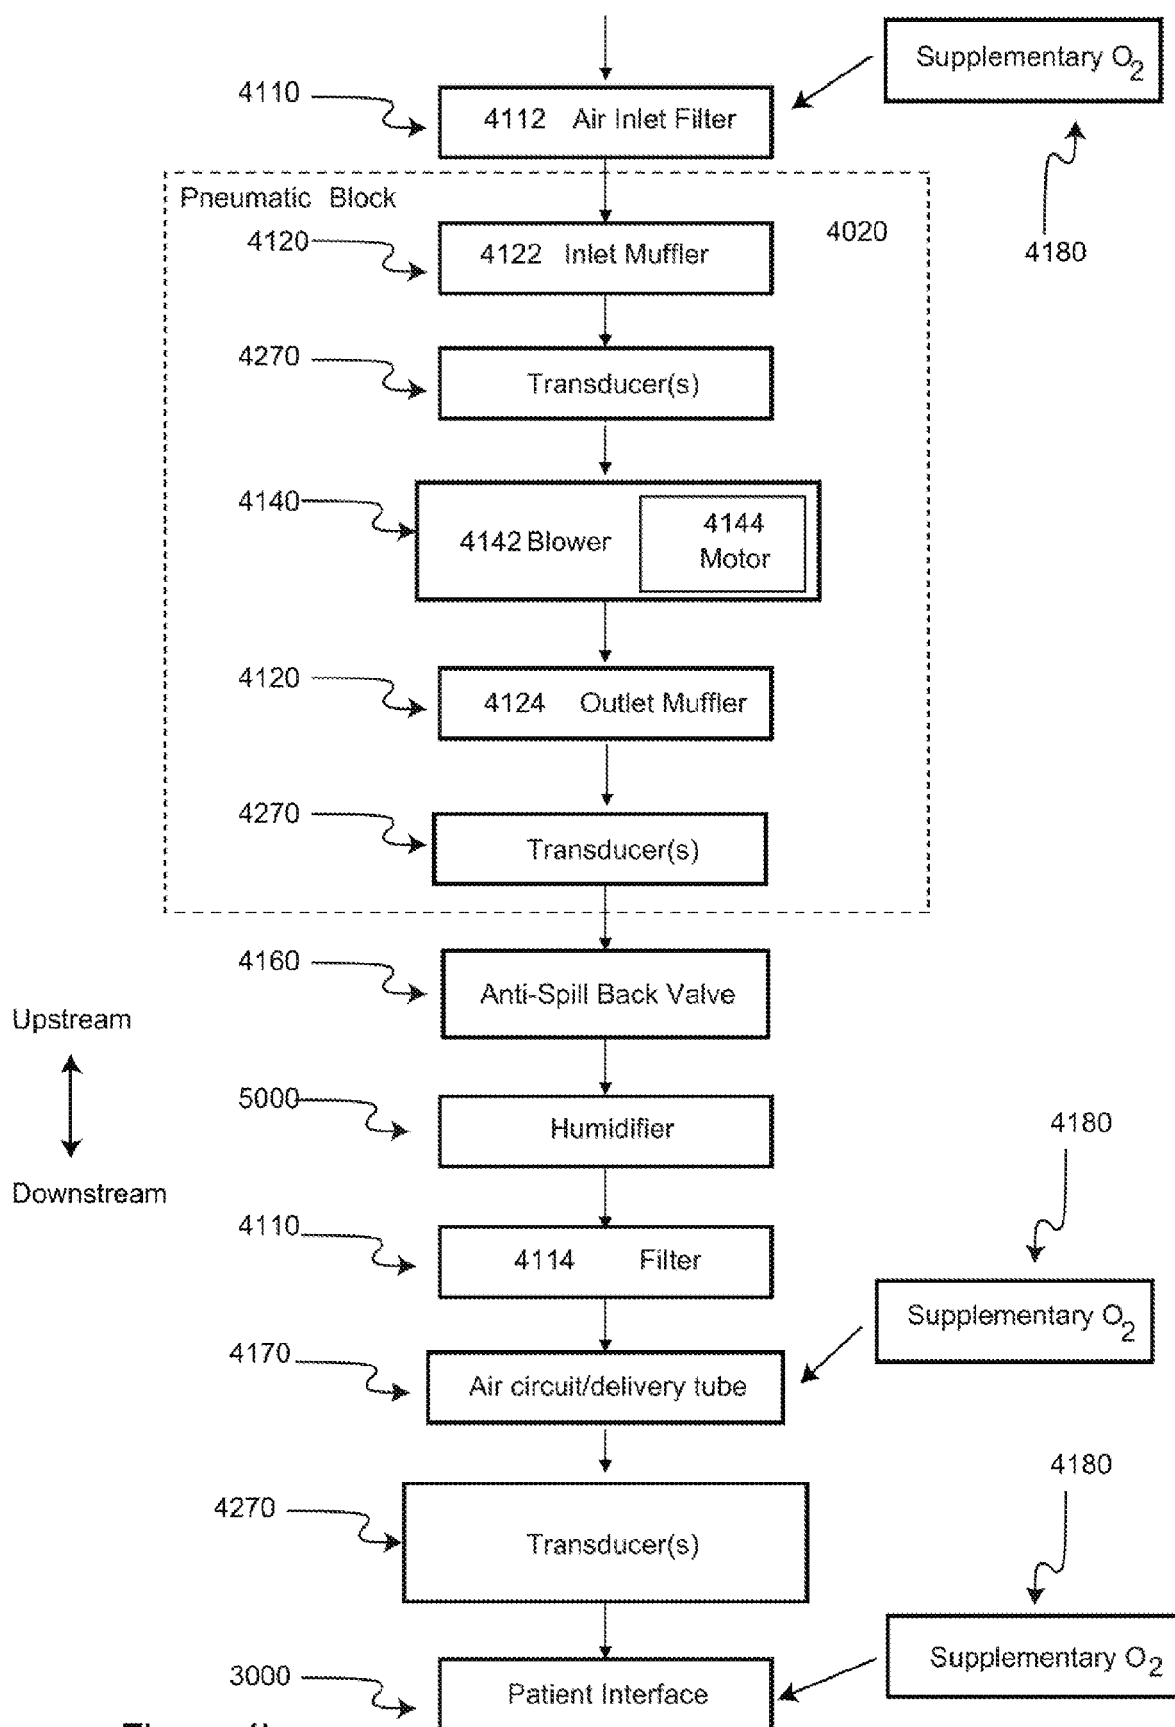 Supplementary O2
4110
4112 Air Inlet Filter
4180
Pneumatic Block
4020
4120
4122 Inlet Muffler
4270
Transducer(s)
4140
4142 Blower
4144
Motor
4120
4124 Outlet Muffler
4270
Transducer(s)
4160
Anti-Spill Back Valve
Upstream
5000
Humidifier
Downstream
4180
4110
4114 Filter
Supplementary O2
4170
Air circuit/delivery tube
4180
4270
Transducer(s)
Supplementary O2
3000
Patient Interface